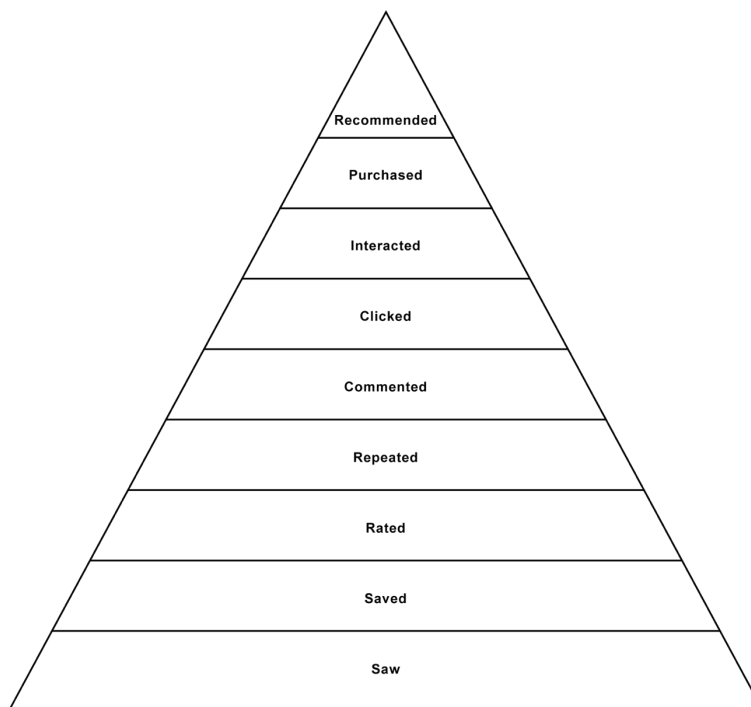 Recommended
Purchased
Interacted
Clicked
Commented
Repeated
Rated
Saved
Saw